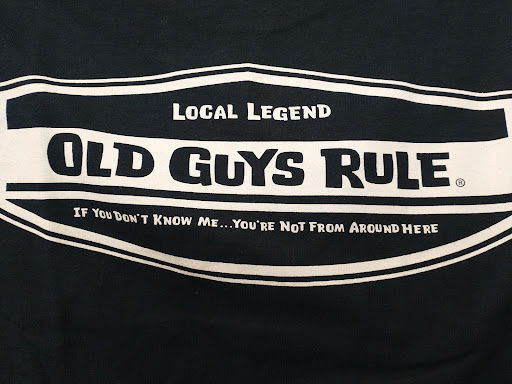 LOCAL LEGEND
OLD GUYS RULE®
IF YOU DON'T KNOW ME...YOU'RE NOT FROM AROUND HERE